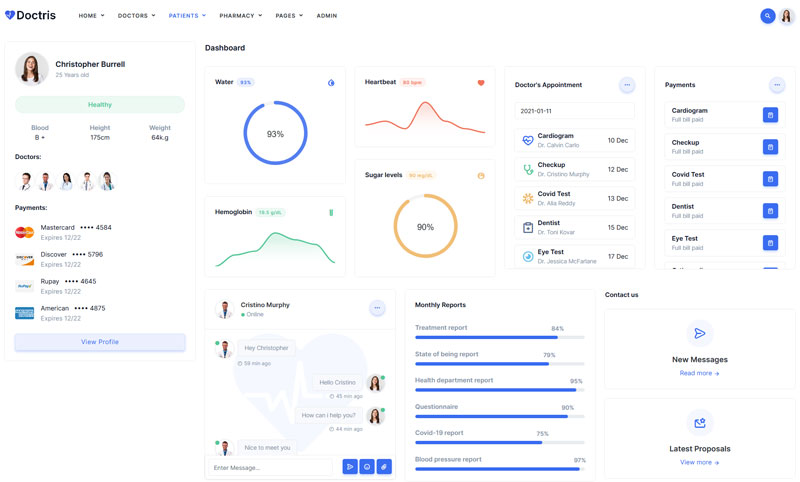 Doctris
HOME
DOCTORS
PATIENTS
PHARMACY
PAGES
ADMIN
Christopher Burrell
25 Years old
Healthy
Blood
B +
Height
175cm
Weight
64k.g
Doctors:
Payments:
Mastercard •••• 4584
Expires 12/22
Discover •••• 5796
Expires 12/22
Rupay •••• 4645
Expires 12/22
American •••• 4875
Expires 12/22
View Profile
Dashboard
Water 93%
93%
Heartbeat 80 bpm
Hemoglobin
Sugar levels
90%
Doctor's Appointment
2021-01-11
Cardiogram
Dr. Calvin Carlo
10 Dec
Checkup
Dr. Cristino Murphy
12 Dec
Covid Test
Dr. Alia Reddy
13 Dec
Dentist
Dr. Toni Kovar
15 Dec
Eye Test
Dr. Jessica McFarlane
17 Dec
Payments
Cardiogram
Full bill paid
Checkup
Full bill paid
Covid Test
Full bill paid
Dentist
Full bill paid
Eye Test
Full bill paid
Cristino Murphy
Online
Hey Christopher
59 min ago
Hello Cristino
45 min ago
How can i help you?
44 min ago
Nice to meet you
Enter Message...
Monthly Reports
Treatment report 84%
State of being report 79%
Health department report 95%
Questionnaire 90%
Covid-19 report 75%
Blood pressure report 97%
Contact us
New Messages
Read more →
Latest Proposals
View more →